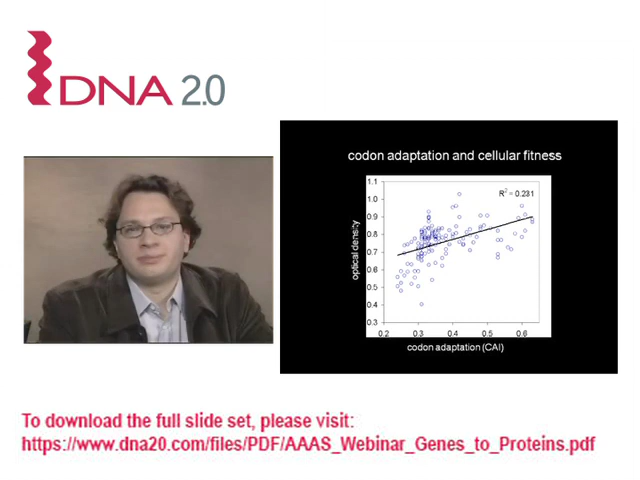 DNA 2.0
codon adaptation and cellular fitness
R² = 0.231
1.1
1.0
0.9
0.8
0.7
0.6
0.5
0.4
0.3
optical density
0.2 0.3 0.4 0.5 0.6
codon adaptation (CAI)
To download the full slide set, please visit:
https://www.dna20.com/files/PDF/AAAS_Webinar_Genes_to_Proteins.pdf